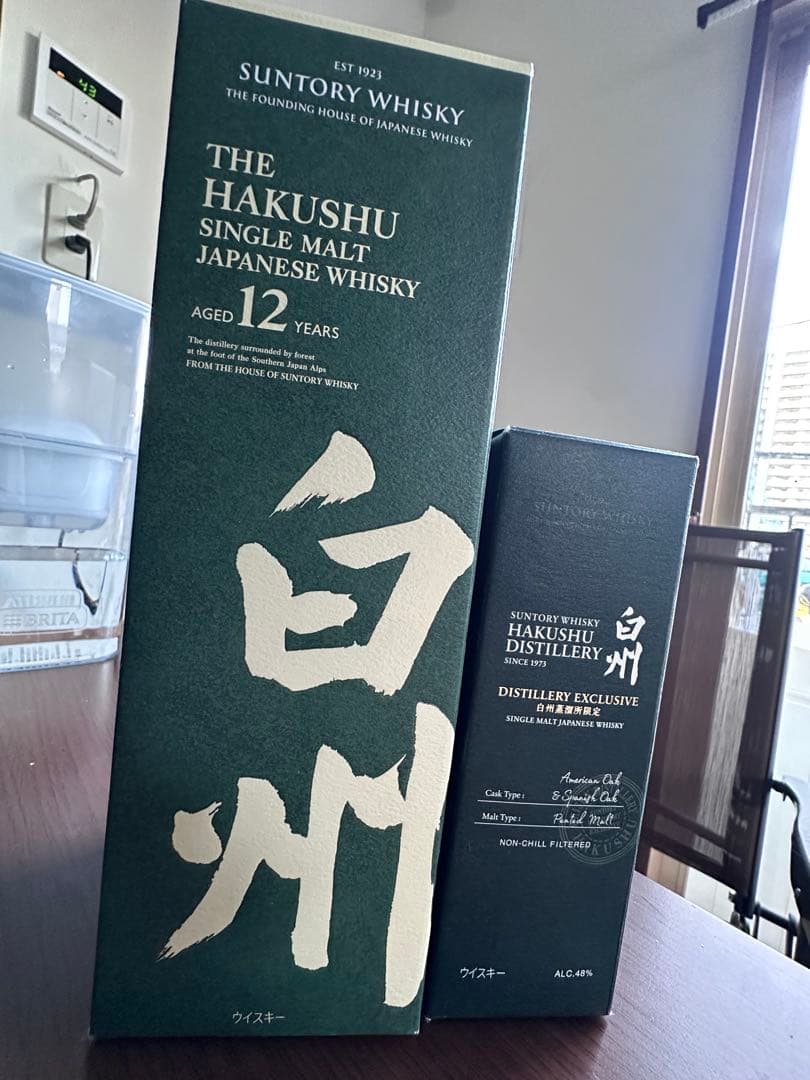 EST 1923
SUNTORY WHISKY
THE FOUNDING HOUSE OF JAPANESE WHISKY
THE
HAKUSHU
SINGLE MALT
JAPANESE WHISKY
AGED 12 YEARS
The distillery surrounded by forest
at the foot of the Southern Japan Alps
FROM THE HOUSE OF SUNTORY WHISKY
白州
ウイスキー
SUNTORY WHISKY
SUNTORY WHISKY
HAKUSHU
DISTILLERY
SINCE 1973
白州
DISTILLERY EXCLUSIVE
白州蒸溜所限定
SINGLE MALT JAPANESE WHISKY
Cask Type : American Oak
& Spanish Oak
Malt Type : Peated Malt
NON-CHILL FILTERED
HAKUSHU
ウイスキー
ALC.48%
BRITA
43